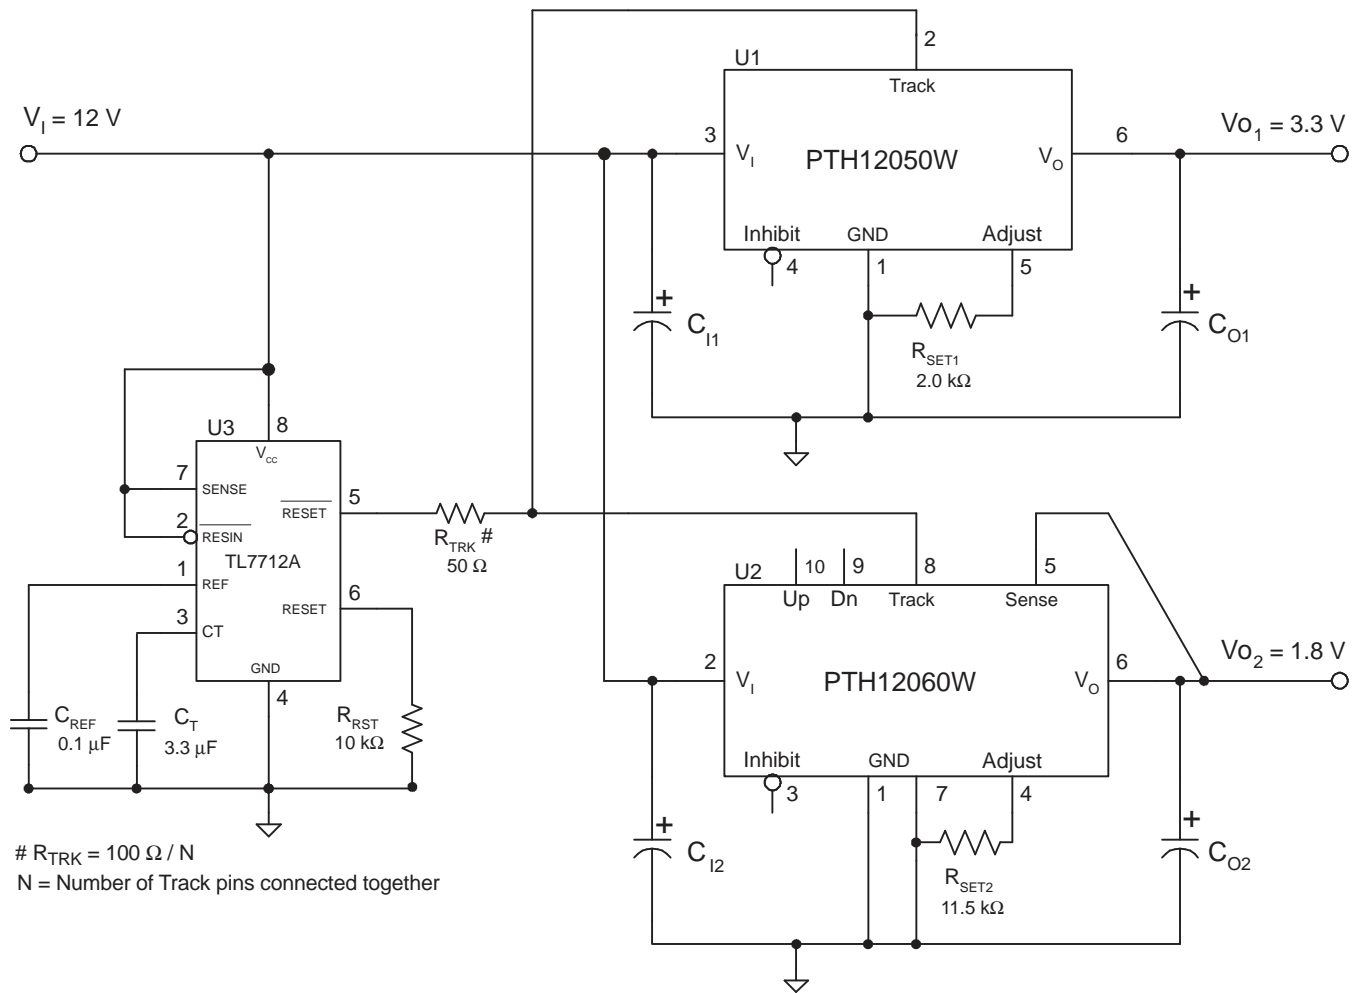 V_I = 12 V
U1
2
Track
3
V_I
PTH12050W
V_O
6
Vo_1 = 3.3 V
Inhibit
GND
Adjust
4
1
5
+
C_I1
R_SET1
2.0 kΩ
+
C_O1
U3
8
V_CC
7
SENSE
2
RESIN
TL7712A
1
REF
3
CT
RESET
5
RESET
6
GND
4
R_TRK #
50 Ω
C_REF
0.1 µF
C_T
3.3 µF
R_RST
10 kΩ
U2
10
9
8
5
Up
Dn
Track
Sense
2
V_I
PTH12060W
V_O
6
Vo_2 = 1.8 V
Inhibit
GND
Adjust
3
1
7
4
+
C_I2
R_SET2
11.5 kΩ
+
C_O2
# R_TRK = 100 Ω / N
N = Number of Track pins connected together